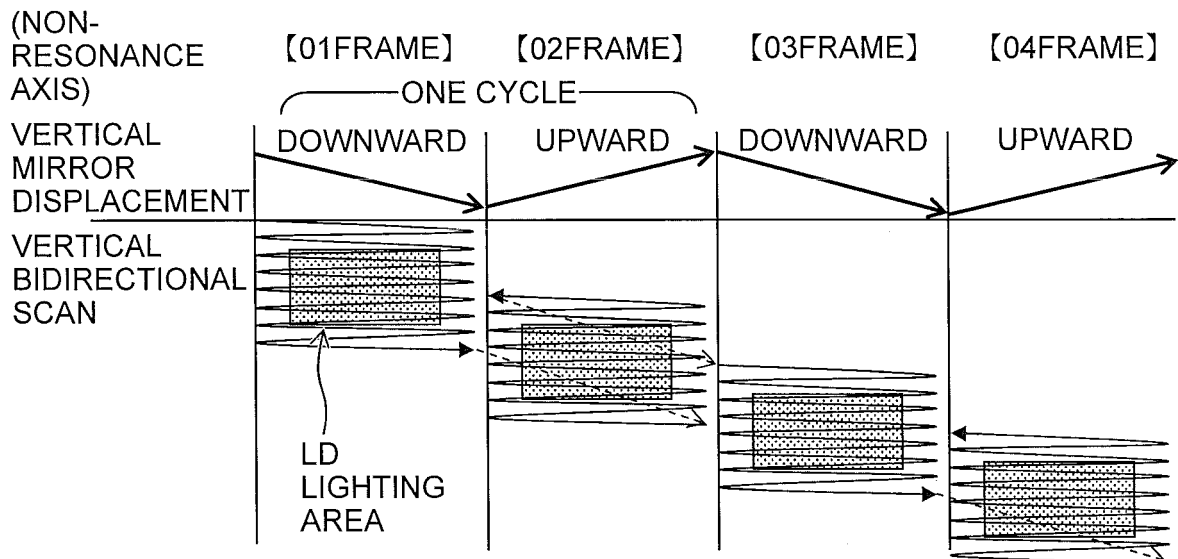 (NON-
RESONANCE
AXIS)
【01FRAME】 【02FRAME】 【03FRAME】 【04FRAME】
ONE CYCLE
VERTICAL
MIRROR
DISPLACEMENT
DOWNWARD UPWARD DOWNWARD UPWARD
VERTICAL
BIDIRECTIONAL
SCAN
LD
LIGHTING
AREA